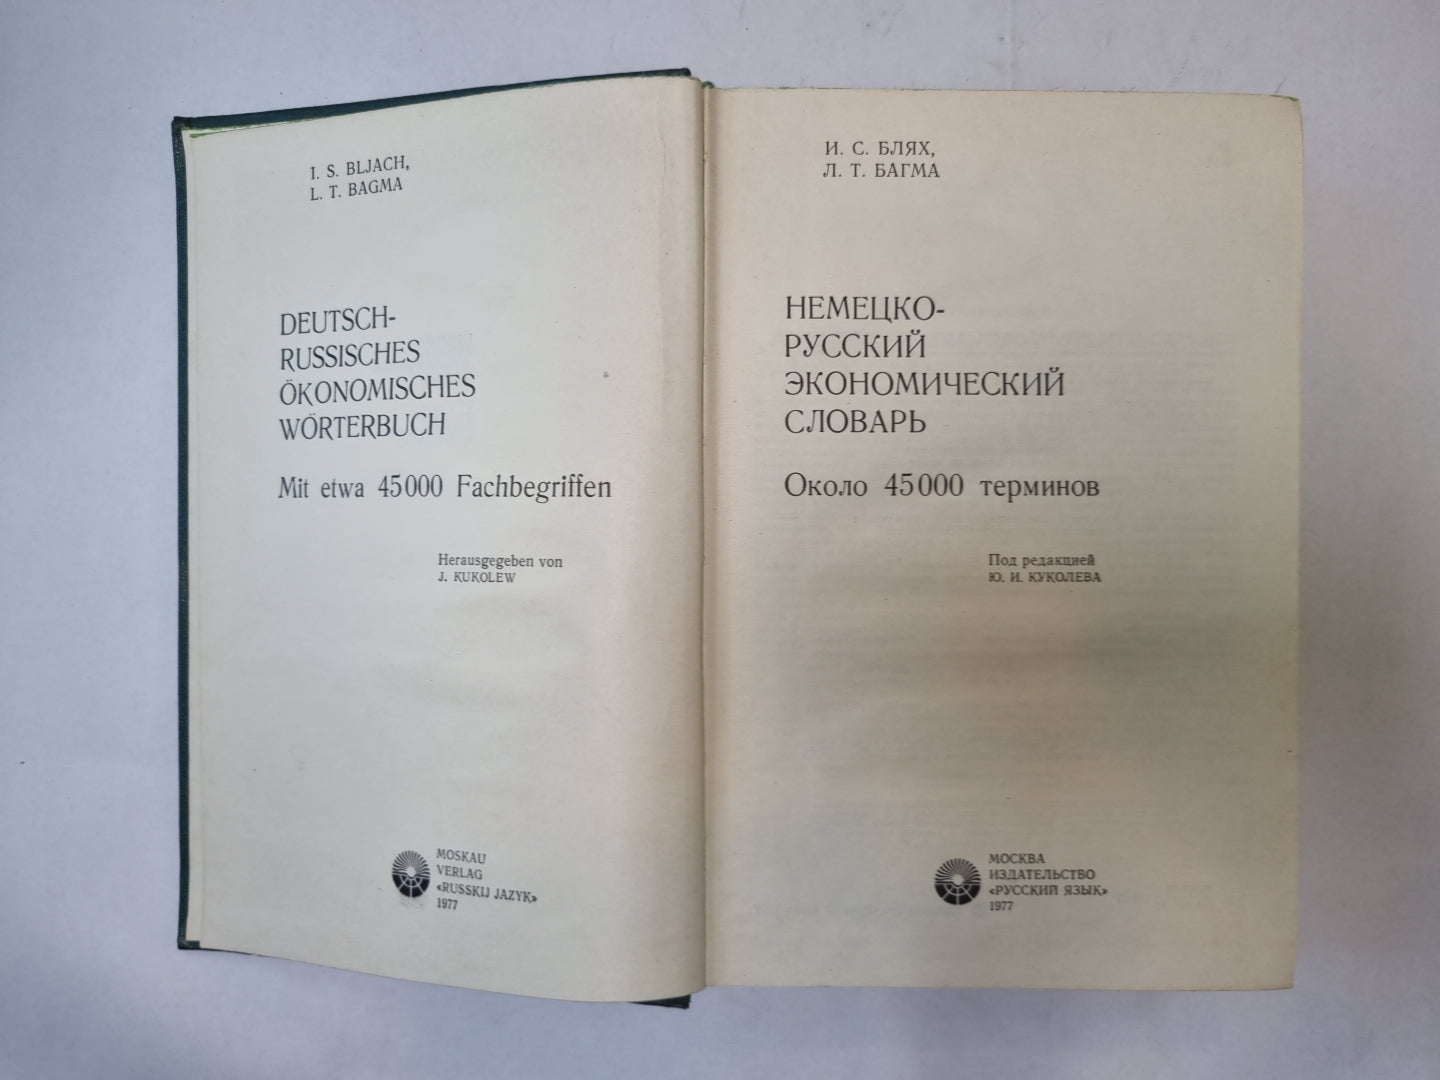 I. S. BLJACH,
L. T. BAGMA
DEUTSCH-
RUSSISCHES
ÖKONOMISCHES
WÖRTERBUCH
Mit etwa 45000 Fachbegriffen
Herausgegeben von
J. KUKOLEW
MOSKAU
VERLAG
«RUSSKIJ JAZYK»
1977
И. С. БЛЯХ,
Л. Т. БАГМА
НЕМЕЦКО-
РУССКИЙ
ЭКОНОМИЧЕСКИЙ
СЛОВАРЬ
Около 45000 терминов
Под редакцией
Ю. И. КУКОЛЕВА
МОСКВА
ИЗДАТЕЛЬСТВО
«РУССКИЙ ЯЗЫК»
1977